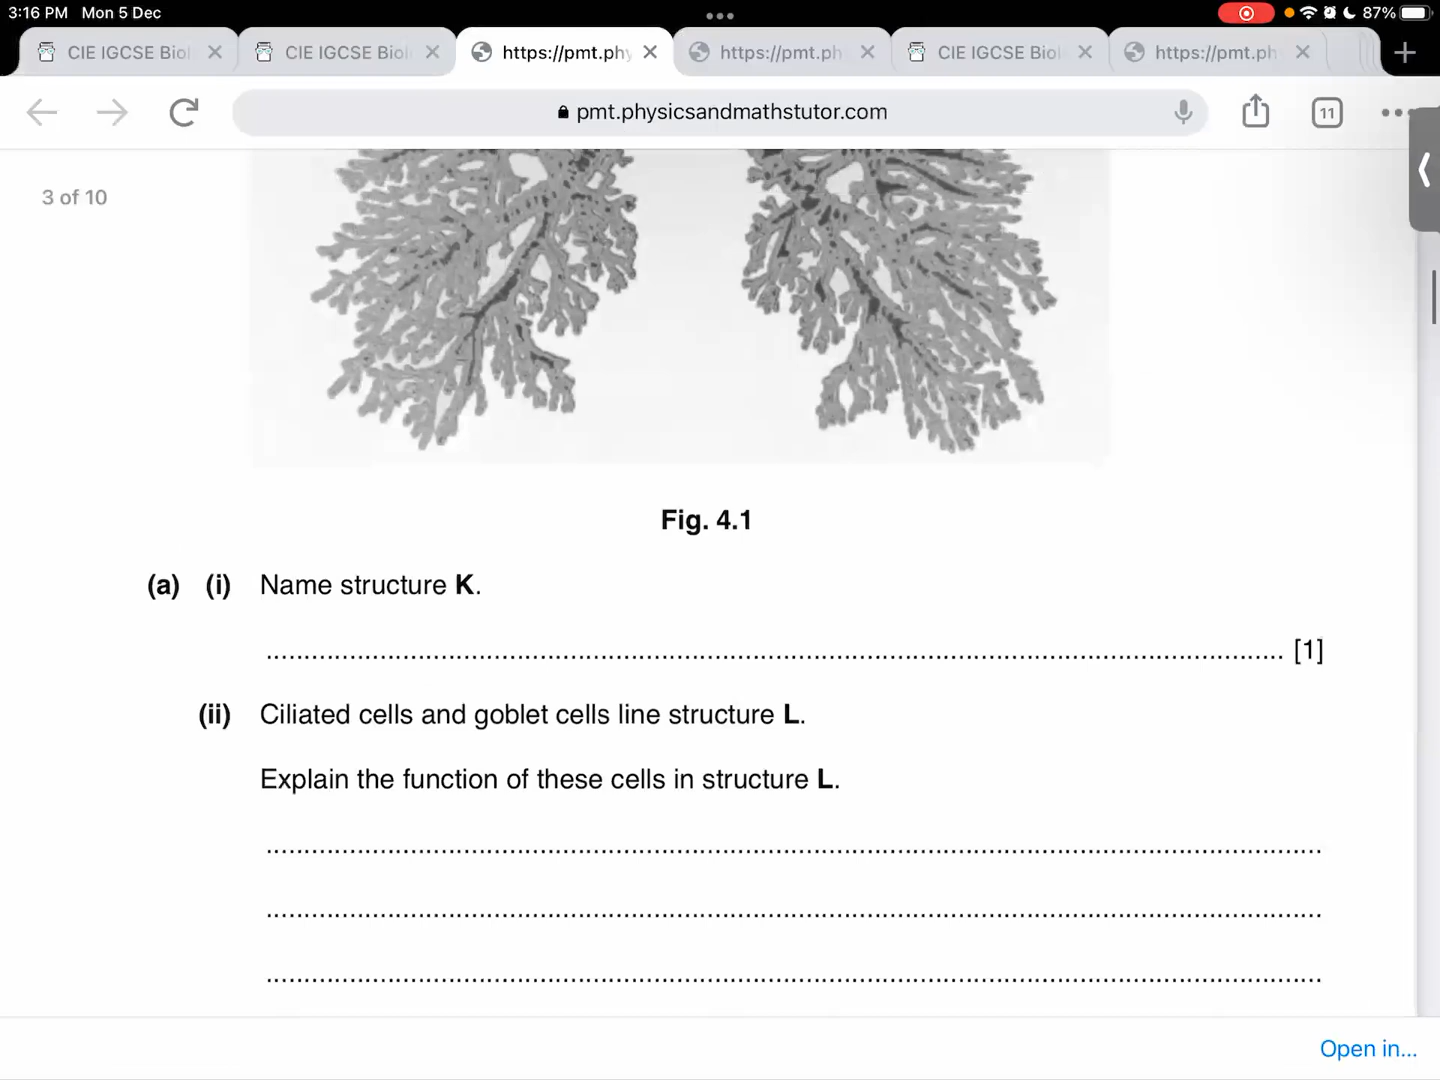 3:16 PM Mon 5 Dec
87%
CIE IGCSE Biol
CIE IGCSE Biol
https://pmt.phy
https://pmt.ph
CIE IGCSE Biol
https://pmt.ph
pmt.physicsandmathstutor.com
11
3 of 10
Fig. 4.1
(a) (i) Name structure K.
[1]
(ii) Ciliated cells and goblet cells line structure L.
Explain the function of these cells in structure L.
Open in...